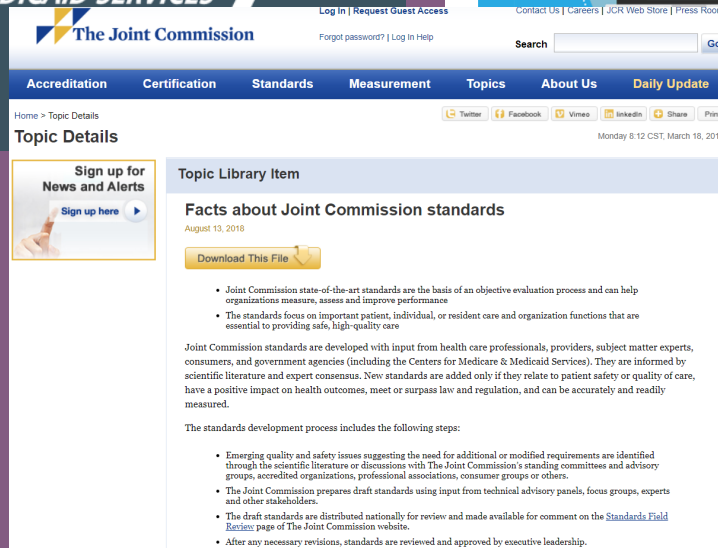 Log In | Request Guest Access
Contact Us | Careers | JCR Web Store | Press Roo
The Joint Commission
Forgot password? | Log In Help
Search
Go
Accreditation Certification Standards Measurement Topics About Us Daily Update
Home > Topic Details
Twitter Facebook Vimeo linkedin Share Prin
Topic Details
Monday 8:12 CST, March 18, 201
Sign up for
News and Alerts
Sign up here
Topic Library Item
Facts about Joint Commission standards
August 13, 2018
Download This File
• Joint Commission state-of-the-art standards are the basis of an objective evaluation process and can help
organizations measure, assess and improve performance
• The standards focus on important patient, individual, or resident care and organization functions that are
essential to providing safe, high-quality care
Joint Commission standards are developed with input from health care professionals, providers, subject matter experts,
consumers, and government agencies (including the Centers for Medicare & Medicaid Services). They are informed by
scientific literature and expert consensus. New standards are added only if they relate to patient safety or quality of care,
have a positive impact on health outcomes, meet or surpass law and regulation, and can be accurately and readily
measured.
The standards development process includes the following steps:
• Emerging quality and safety issues suggesting the need for additional or modified requirements are identified
through the scientific literature or discussions with The Joint Commission's standing committees and advisory
groups, accredited organizations, professional associations, consumer groups or others.
• The Joint Commission prepares draft standards using input from technical advisory panels, focus groups, experts
and other stakeholders.
• The draft standards are distributed nationally for review and made available for comment on the Standards Field
Review page of The Joint Commission website.
• After any necessary revisions, standards are reviewed and approved by executive leadership.